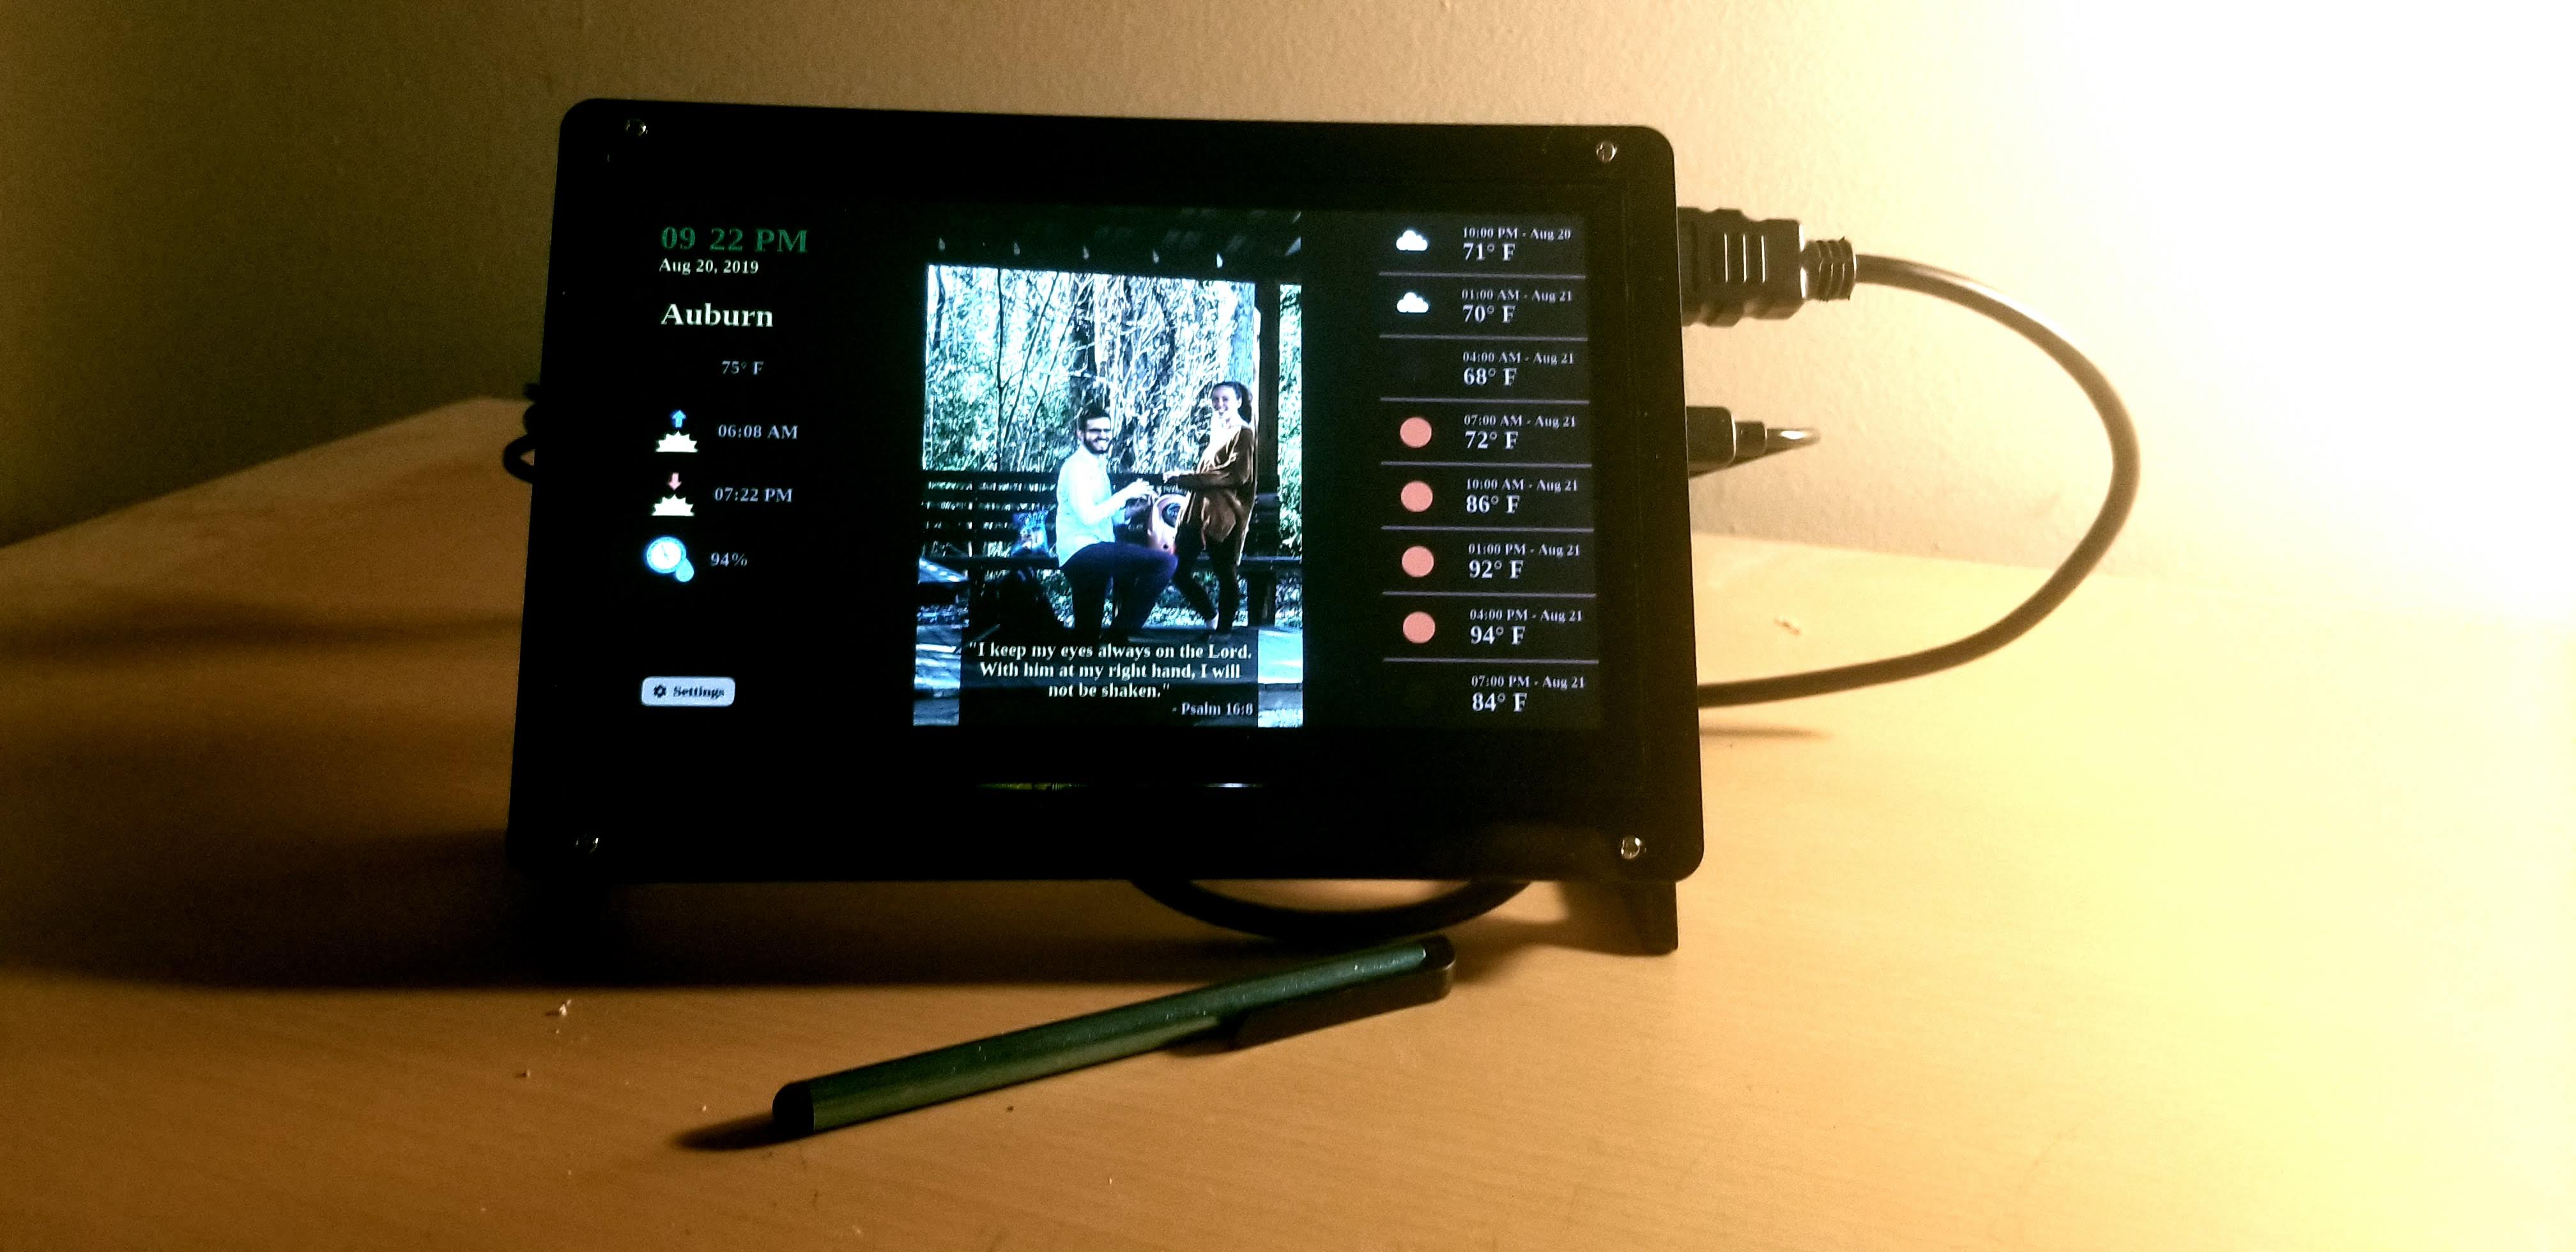 09 22 PM
Aug 20, 2019
Auburn
75° F
06:08 AM
07:22 PM
94%
Settings
"I keep my eyes always on the Lord.
With him at my right hand, I will
not be shaken."
- Psalm 16:8
10:00 PM - Aug 20
71° F
01:00 AM - Aug 21
70° F
04:00 AM - Aug 21
68° F
07:00 AM - Aug 21
72° F
10:00 AM - Aug 21
86° F
01:00 PM - Aug 21
92° F
04:00 PM - Aug 21
94° F
07:00 PM - Aug 21
84° F